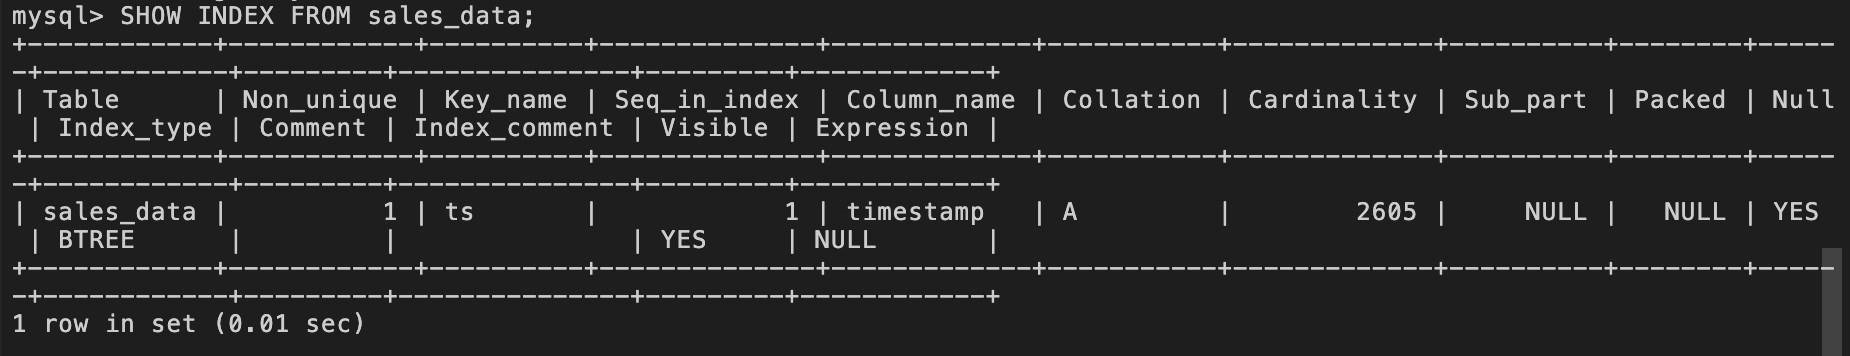 mysql> SHOW INDEX FROM sales_data;
+------------+------------+----------+--------------+-------------+-----------+-------------+----------+--------+-----
-+------------+---------+---------------+---------+------------+
| Table      | Non_unique | Key_name | Seq_in_index | Column_name | Collation | Cardinality | Sub_part | Packed | Null
 | Index_type | Comment | Index_comment | Visible | Expression |
+------------+------------+----------+--------------+-------------+-----------+-------------+----------+--------+-----
-+------------+---------+---------------+---------+------------+
| sales_data |          1 | ts       |            1 | timestamp   | A         |        2605 |     NULL |   NULL | YES
 | BTREE      |         |               | YES     | NULL       |
+------------+------------+----------+--------------+-------------+-----------+-------------+----------+--------+-----
-+------------+---------+---------------+---------+------------+
1 row in set (0.01 sec)